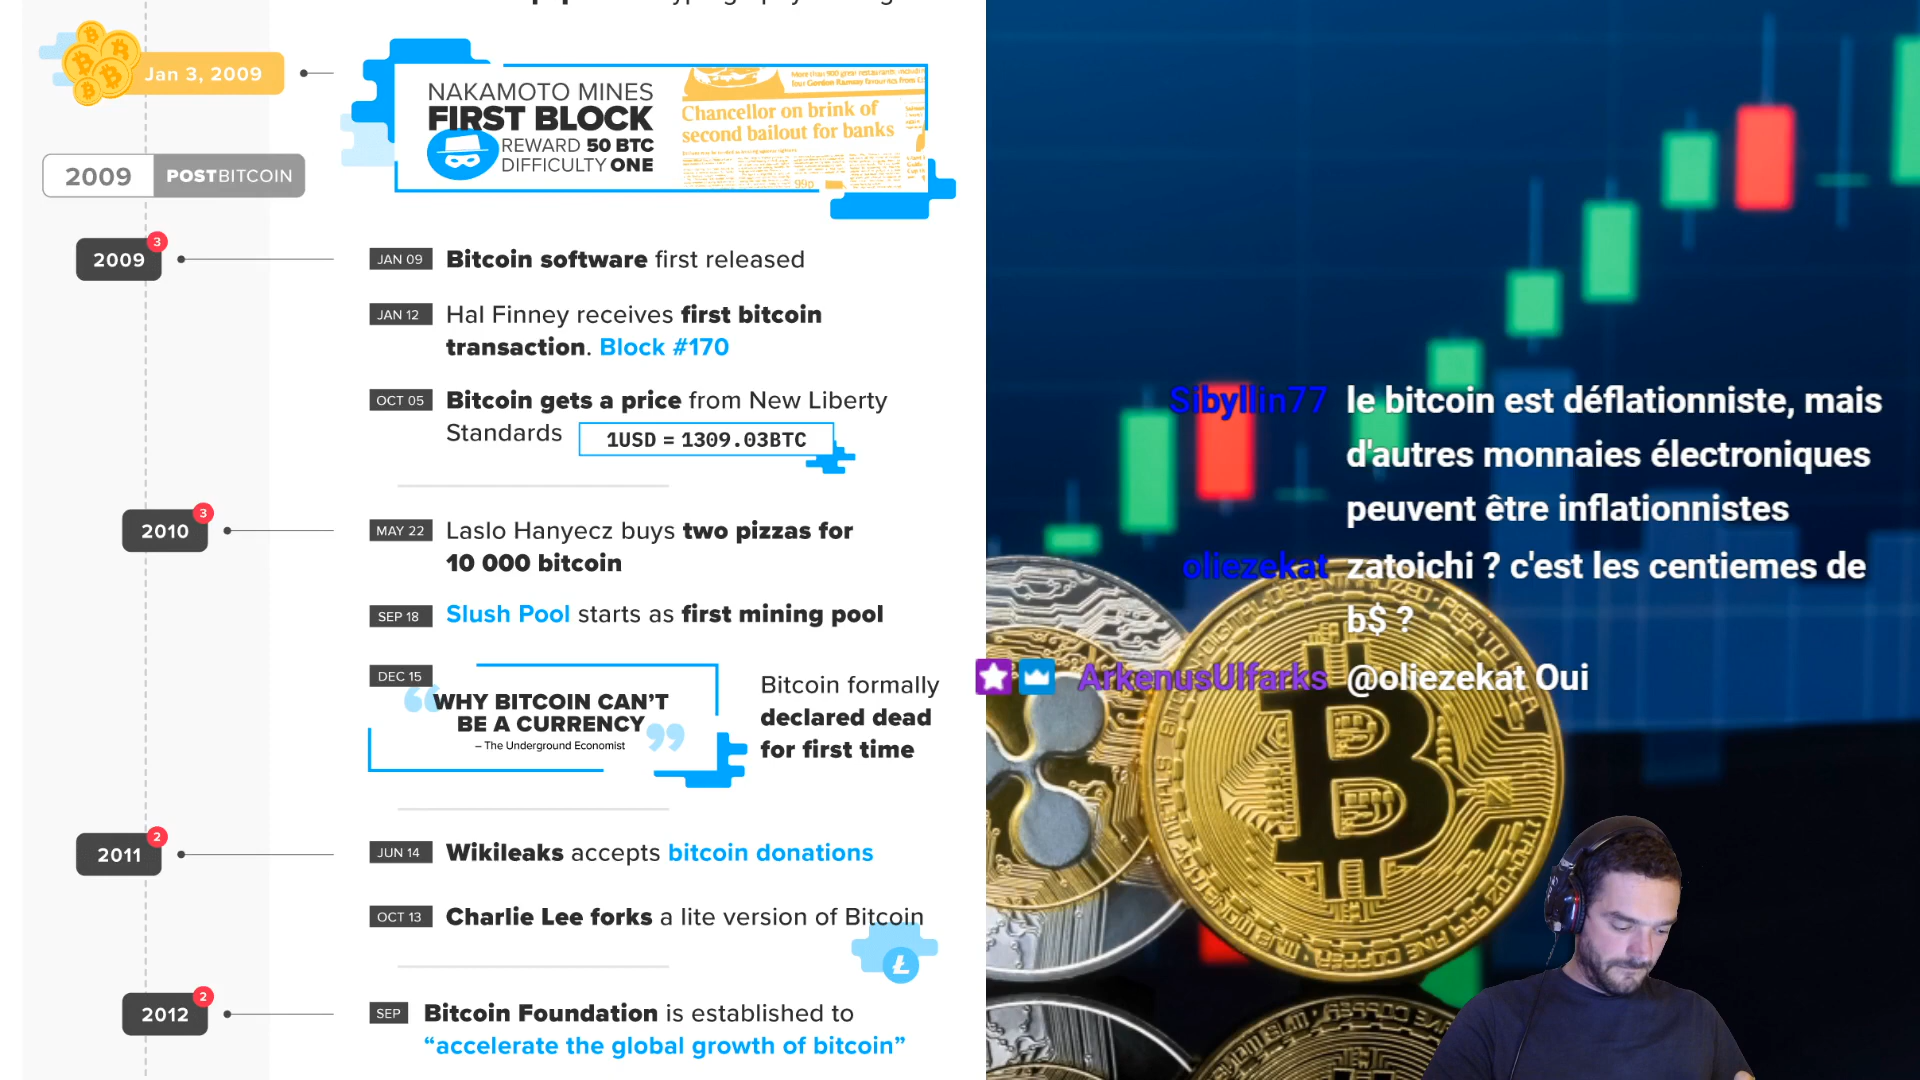 Jan 3, 2009
NAKAMOTO MINES
FIRST BLOCK
REWARD 50 BTC
DIFFICULTY ONE
Chancellor on brink of
second bailout for banks
99p
2009 POSTBITCOIN
2009
3
JAN 09 Bitcoin software first released
JAN 12 Hal Finney receives first bitcoin
transaction. Block #170
OCT 05 Bitcoin gets a price from New Liberty
Standards 1USD = 1309.03BTC
2010
3
MAY 22 Laslo Hanyecz buys two pizzas for
10 000 bitcoin
SEP 18 Slush Pool starts as first mining pool
DEC 15
“WHY BITCOIN CAN’T
BE A CURRENCY”
– The Underground Economist
Bitcoin formally
declared dead
for first time
2011
2
JUN 14 Wikileaks accepts bitcoin donations
OCT 13 Charlie Lee forks a lite version of Bitcoin
2012
2
SEP Bitcoin Foundation is established to
“accelerate the global growth of bitcoin”
Sibyllin77 le bitcoin est déflationniste, mais
d'autres monnaies électroniques
peuvent être inflationnistes
oliezekat zatoichi ? c'est les centiemes de
b$ ?
ArkenusUlfarks @oliezekat Oui